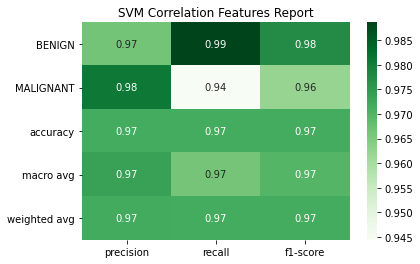 SVM Correlation Features Report
BENIGN 0.97 0.99 0.98
MALIGNANT 0.98 0.94 0.96
accuracy 0.97 0.97 0.97
macro avg 0.97 0.97 0.97
weighted avg 0.97 0.97 0.97
precision recall f1-score
0.985
0.980
0.975
0.970
0.965
0.960
0.955
0.950
0.945